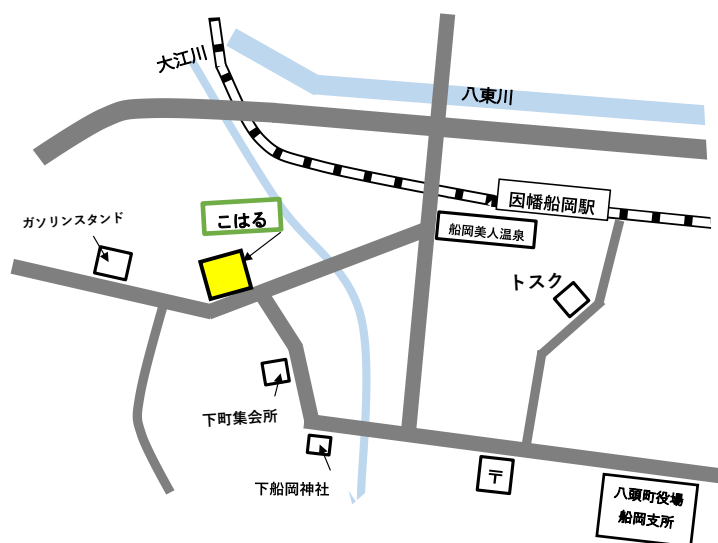 大江川
八東川
因幡船岡駅
ガソリンスタンド
こはる
船岡美人温泉
トスク
下町集会所
〒
下船岡神社
八頭町役場
船岡支所